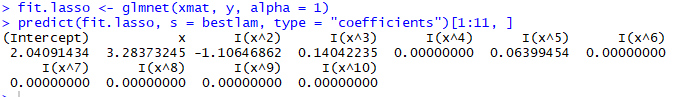 > fit.lasso <- glmnet(xmat, y, alpha = 1)
> predict(fit.lasso, s = bestlam, type = "coefficients")[1:11, ]
(Intercept) x I(x^2) I(x^3) I(x^4) I(x^5) I(x^6)
2.04091434 3.28373245 -1.10646862 0.14042235 0.00000000 0.06399454 0.00000000
I(x^7) I(x^8) I(x^9) I(x^10)
0.00000000 0.00000000 0.00000000 0.00000000
>